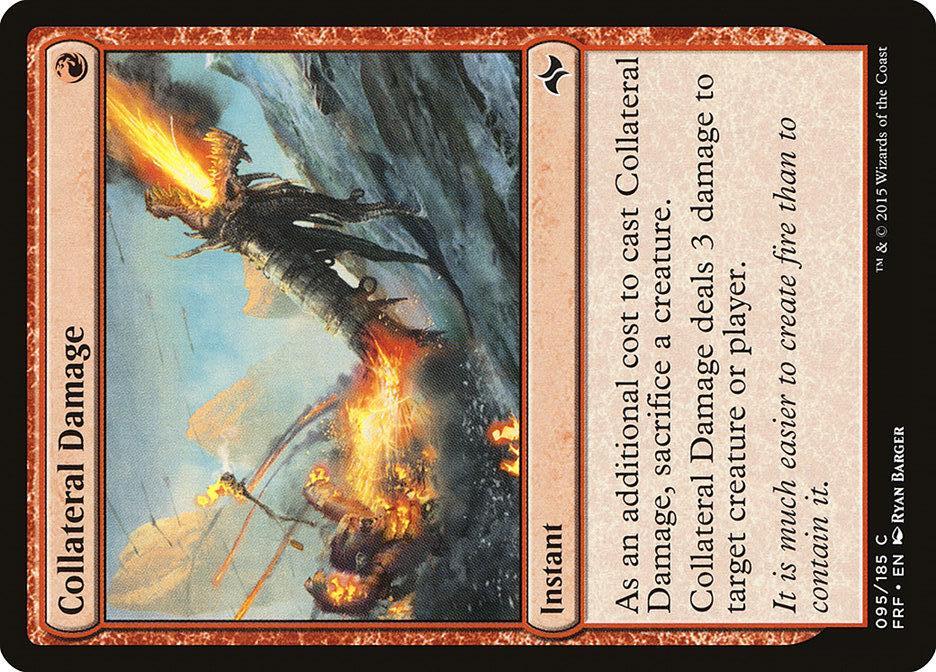 Collateral Damage
Instant
As an additional cost to cast Collateral
Damage, sacrifice a creature.
Collateral Damage deals 3 damage to
target creature or player.
It is much easier to create fire than to
contain it.
095/185 C
FRF • EN RYAN BARGER
™ & © 2015 Wizards of the Coast